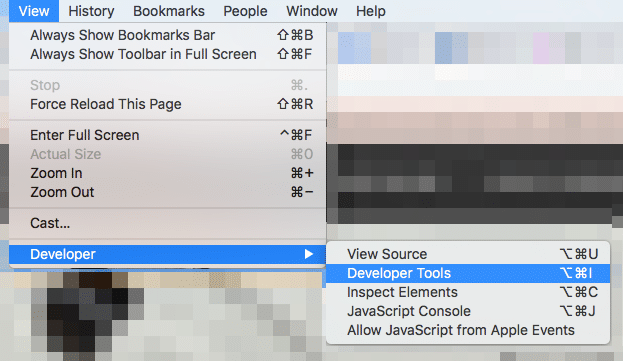 View History Bookmarks People Window Help
Always Show Bookmarks Bar ⇧⌘B
Always Show Toolbar in Full Screen ⇧⌘F
Stop ⌘.
Force Reload This Page ⇧⌘R
Enter Full Screen ^⌘F
Actual Size ⌘0
Zoom In ⌘+
Zoom Out ⌘−
Cast...
Developer ▶
View Source ⌥⌘U
Developer Tools ⌥⌘I
Inspect Elements ⌥⌘C
JavaScript Console ⌥⌘J
Allow JavaScript from Apple Events